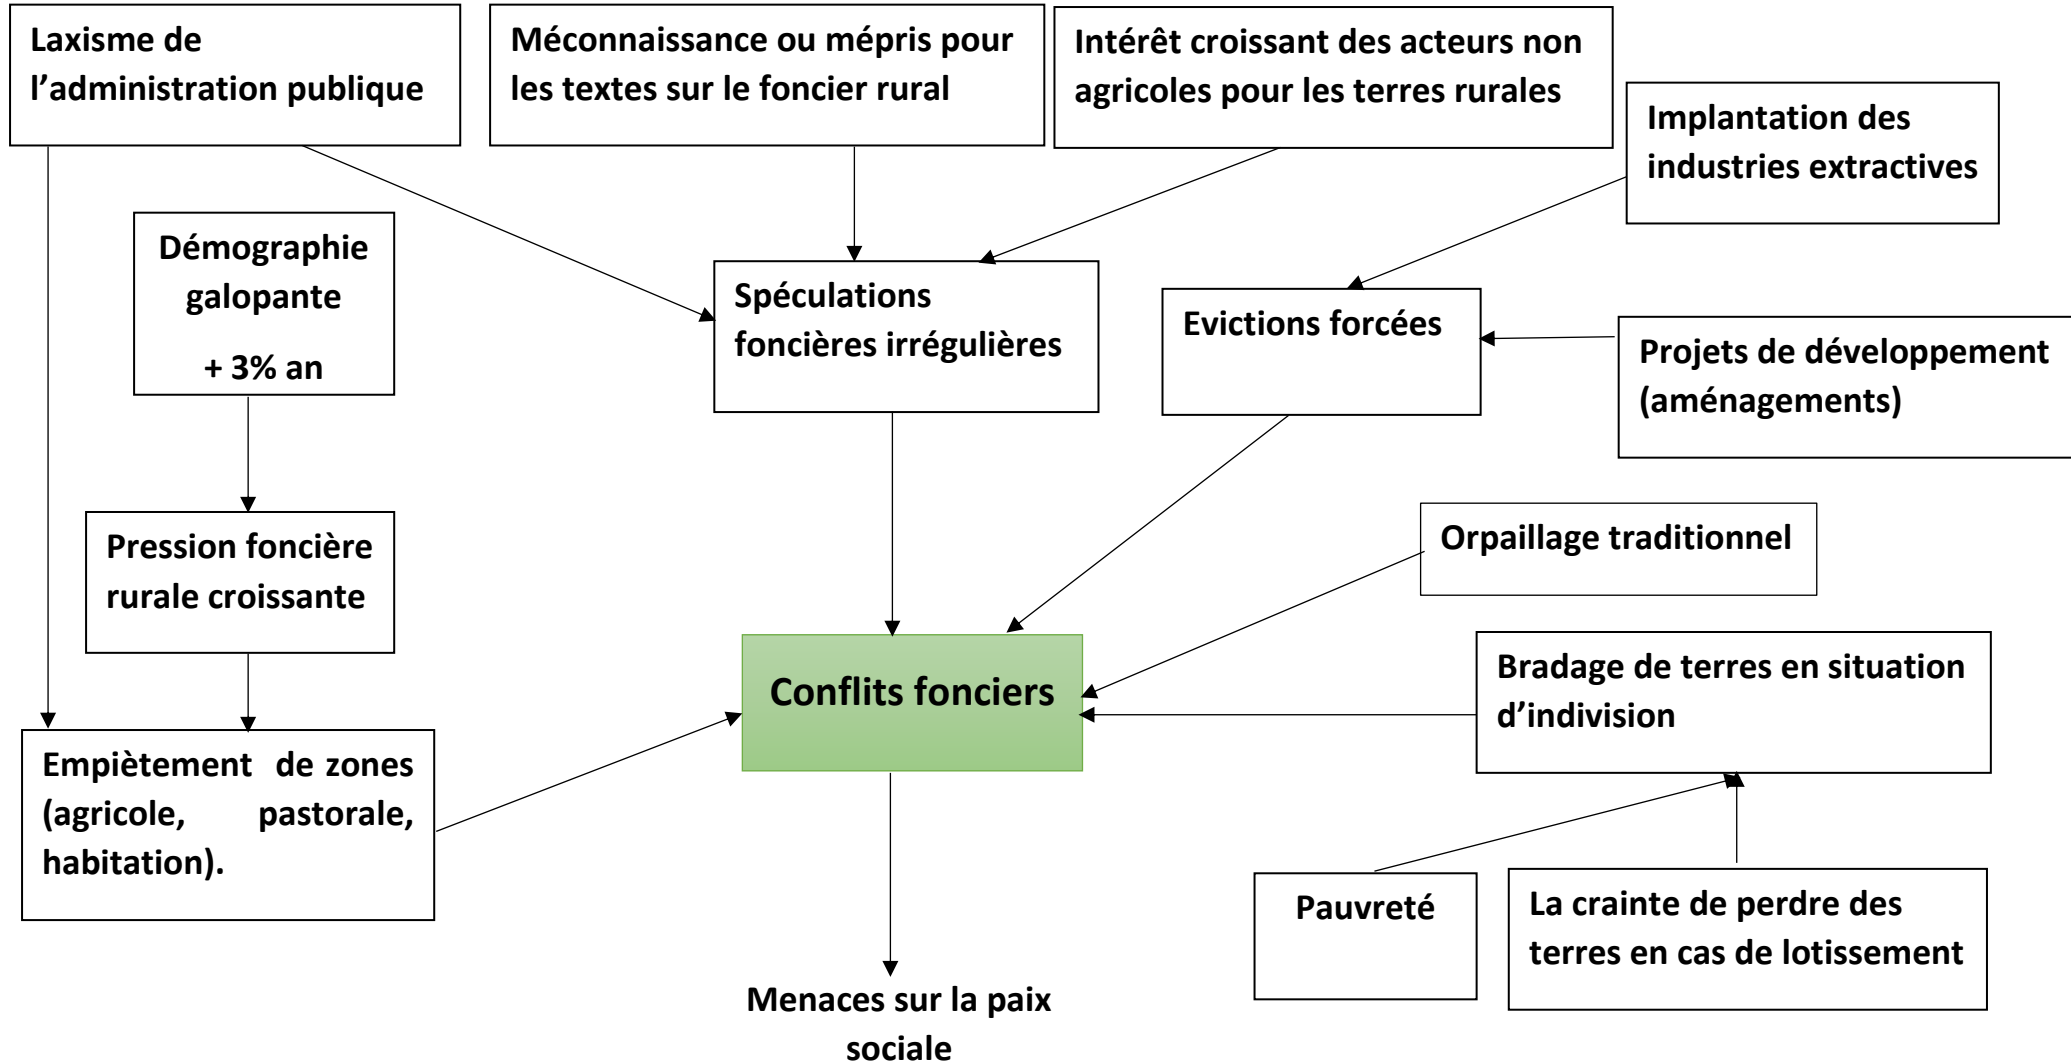 Laxisme de
l’administration publique
Méconnaissance ou mépris pour
les textes sur le foncier rural
Intérêt croissant des acteurs non
agricoles pour les terres rurales
Implantation des
industries extractives
Démographie
galopante
+ 3% an
Spéculations
foncières irrégulières
Evictions forcées
Projets de développement
(aménagements)
Pression foncière
rurale croissante
Orpaillage traditionnel
Conflits fonciers
Bradage de terres en situation
d’indivision
Empiètement de zones
(agricole, pastorale,
habitation).
Pauvreté
La crainte de perdre des
terres en cas de lotissement
Menaces sur la paix
sociale